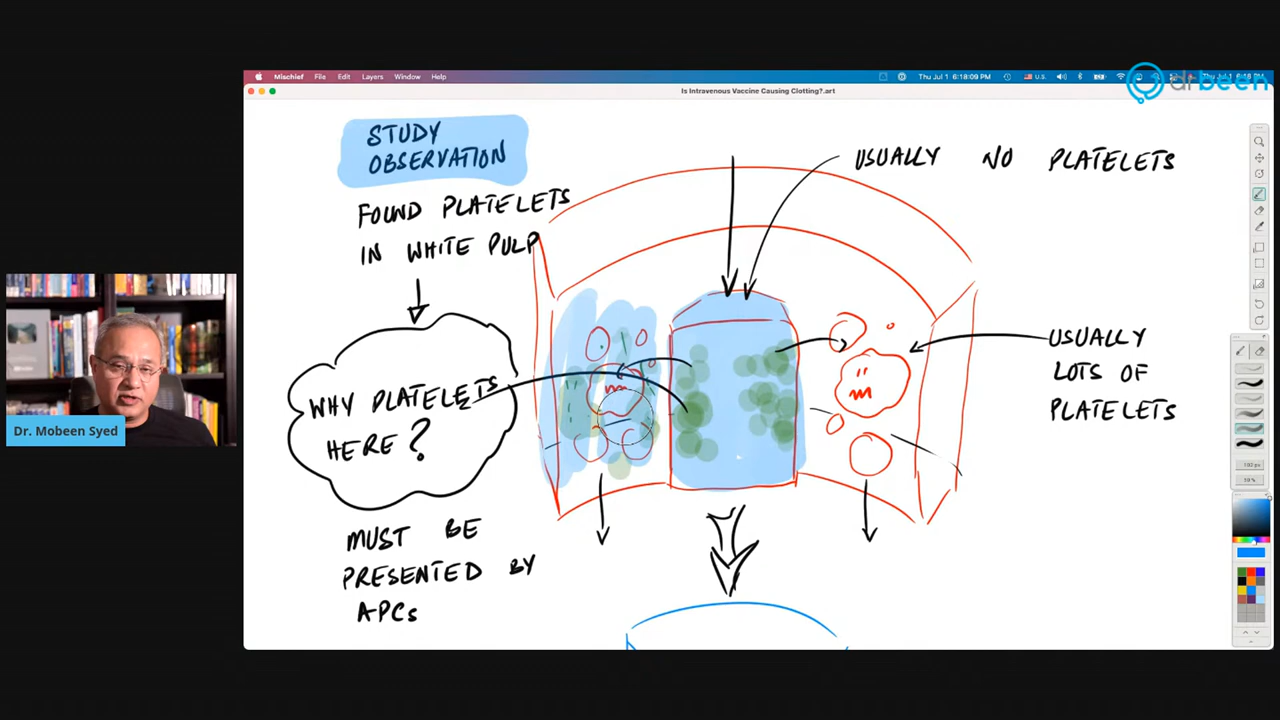 Mischief File Edit Layers Window Help
Thu Jul 1 6:18:09 PM
U.S.
drbeen
Is Intravenous Vaccine Causing Clotting?.art
STUDY
OBSERVATION
FOUND PLATELETS
IN WHITE PULP
WHY PLATELETS
HERE?
MUST BE
PRESENTED BY
APCs
USUALLY NO PLATELETS
USUALLY
LOTS OF
PLATELETS
Dr. Mobeen Syed